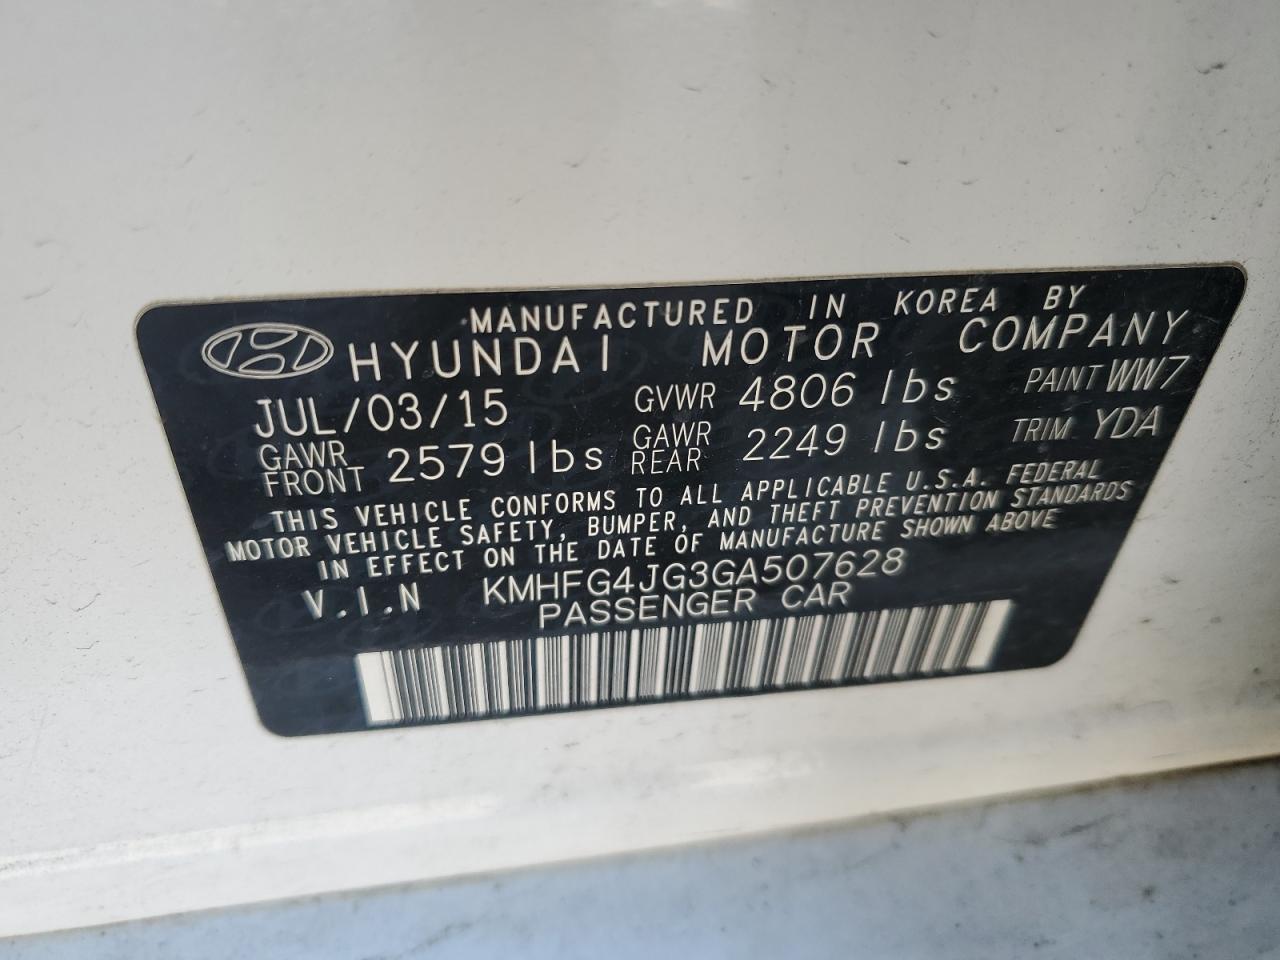 MANUFACTURED IN KOREA BY
HYUNDAI MOTOR COMPANY
JUL/03/15 GVWR 4806 lbs PAINT WW7
GAWR FRONT 2579 lbs GAWR REAR 2249 lbs TRIM YDA
THIS VEHICLE CONFORMS TO ALL APPLICABLE U.S.A. FEDERAL
MOTOR VEHICLE SAFETY, BUMPER, AND THEFT PREVENTION STANDARDS
IN EFFECT ON THE DATE OF MANUFACTURE SHOWN ABOVE
V.I.N KMHFG4JG3GA507628
PASSENGER CAR